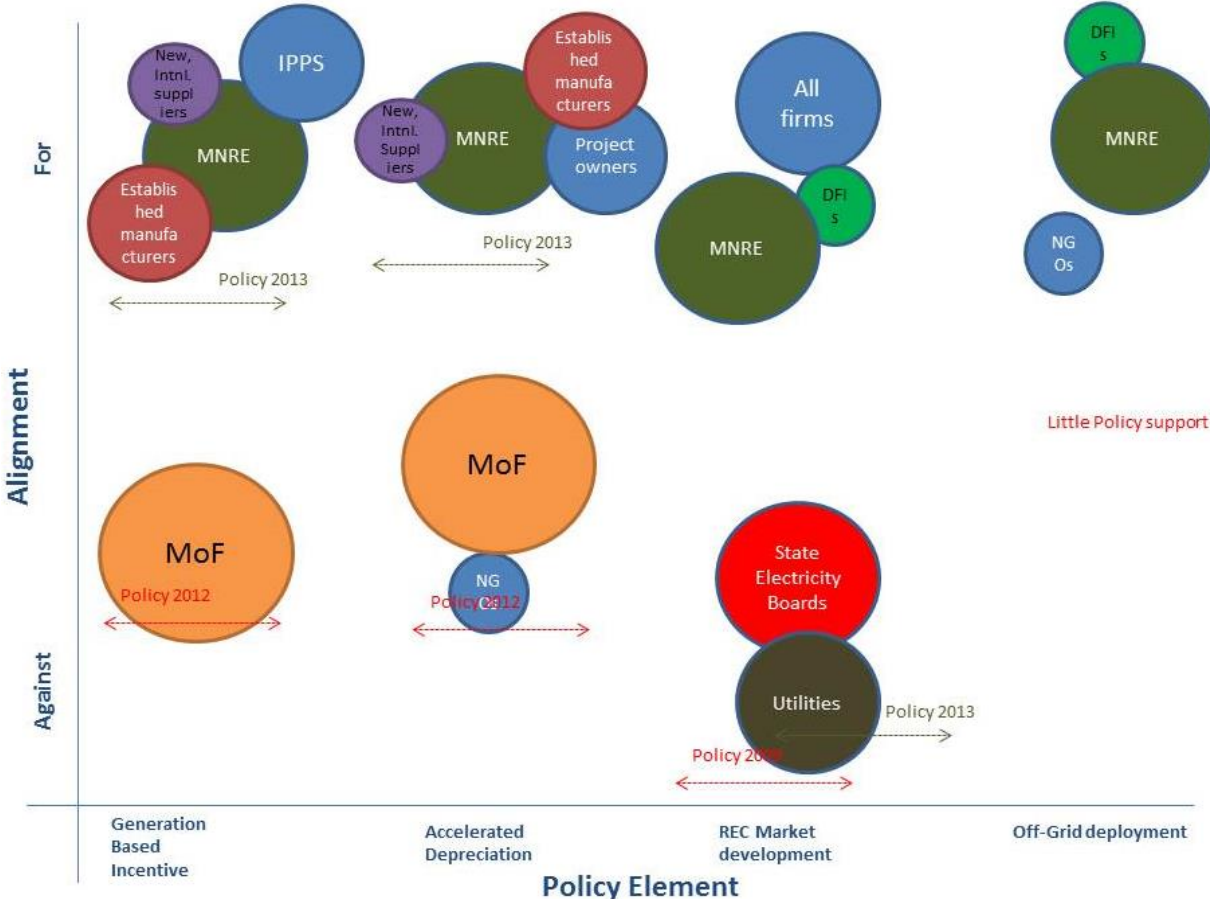 For
Alignment
Against
New,
Intnl.
suppl
iers
IPPS
MNRE
Establis
hed
manufa
cturers
Policy 2013
New,
Intnl.
Suppl
iers
MNRE
Establis
hed
manufa
cturers
Project
owners
Policy 2013
All
firms
DFI
s
MNRE
DFI
s
MNRE
NG
Os
Little Policy support
MoF
Policy 2012
MoF
NG
Policy 2012
State
Electricity
Boards
Utilities
Policy 2013
Policy
Generation
Based
Incentive
Accelerated
Depreciation
REC Market
development
Off-Grid deployment
Policy Element